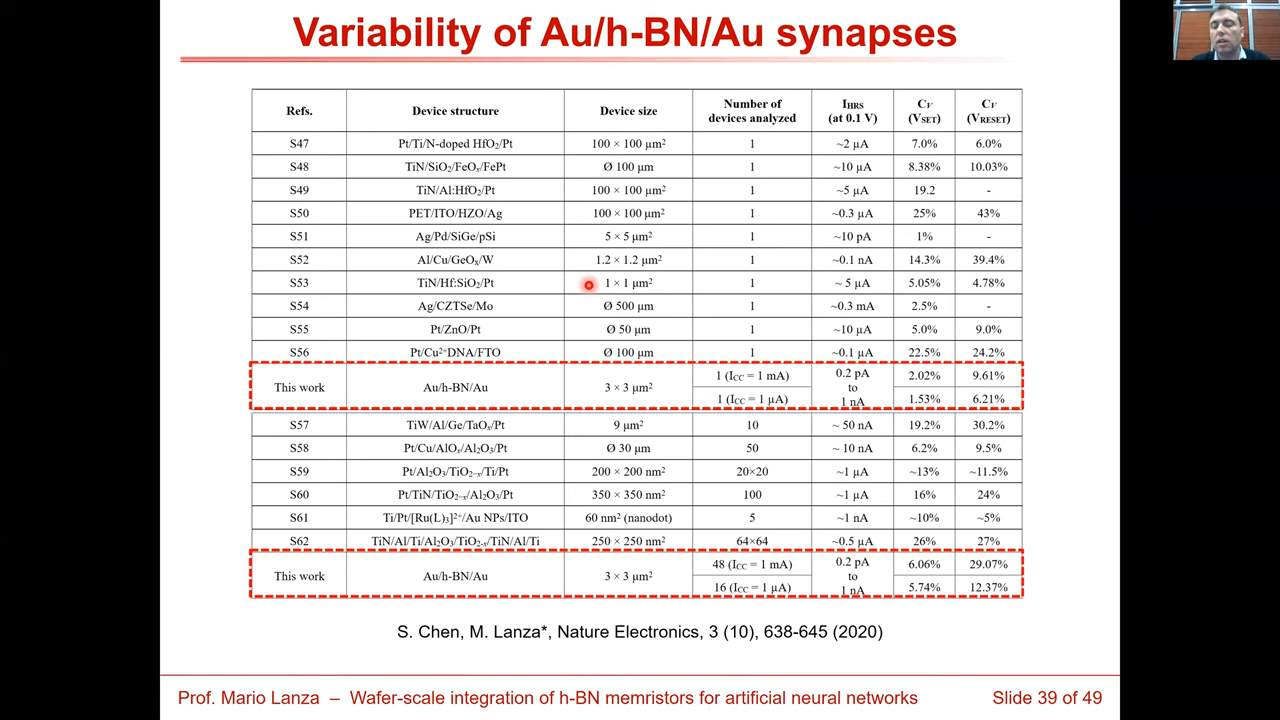 Variability of Au/h-BN/Au synapses
Refs. Device structure Device size Number of devices analyzed I_HRS (at 0.1 V) C_V (V_SET) C_V (V_RESET)
S47 Pt/Ti/N-doped HfO₂/Pt 100 × 100 µm² 1 ~2 µA 7.0% 6.0%
S48 TiN/SiO₂/FeOₓ/FePt Ø 100 µm 1 ~10 µA 8.38% 10.03%
S49 TiN/Al:HfO₂/Pt 100 × 100 µm² 1 ~5 µA 19.2 -
S50 PET/ITO/HZO/Ag 100 × 100 µm² 1 ~0.3 µA 25% 43%
S51 Ag/Pd/SiGe/pSi 5 × 5 µm² 1 ~10 pA 1% -
S52 Al/Cu/GeOₓ/W 1.2 × 1.2 µm² 1 ~0.1 nA 14.3% 39.4%
S53 TiN/Hf:SiO₂/Pt 1 × 1 µm² 1 ~ 5 µA 5.05% 4.78%
S54 Ag/CZTSe/Mo Ø 500 µm 1 ~0.3 mA 2.5% -
S55 Pt/ZnO/Pt Ø 50 µm 1 ~10 µA 5.0% 9.0%
S56 Pt/Cu²⁺DNA/FTO Ø 100 µm 1 ~0.1 µA 22.5% 24.2%
This work Au/h-BN/Au 3 × 3 µm² 1 (I_CC = 1 mA) 0.2 pA to 1 nA 2.02% 9.61%
1 (I_CC = 1 µA) 1.53% 6.21%
S57 TiW/Al/Ge/TaOₓ/Pt 9 µm² 10 ~ 50 nA 19.2% 30.2%
S58 Pt/Cu/AlOₓ/Al₂O₃/Pt Ø 30 µm 50 ~ 10 nA 6.2% 9.5%
S59 Pt/Al₂O₃/TiO₂₋ₓ/Ti/Pt 200 × 200 nm² 20×20 ~1 µA ~13% ~11.5%
S60 Pt/TiN/TiO₂₋ₓ/Al₂O₃/Pt 350 × 350 nm² 100 ~1 µA 16% 24%
S61 Ti/Pt/[Ru(L)₃]²⁺/Au NPs/ITO 60 nm² (nanodot) 5 ~1 nA ~10% ~5%
S62 TiN/Al/Ti/Al₂O₃/TiO₂₋ₓ/TiN/Al/Ti 250 × 250 nm² 64×64 ~0.5 µA 26% 27%
This work Au/h-BN/Au 3 × 3 µm² 48 (I_CC = 1 mA) 0.2 pA to 1 nA 6.06% 29.07%
16 (I_CC = 1 µA) 5.74% 12.37%
S. Chen, M. Lanza*, Nature Electronics, 3 (10), 638-645 (2020)
Prof. Mario Lanza – Wafer-scale integration of h-BN memristors for artificial neural networks Slide 39 of 49